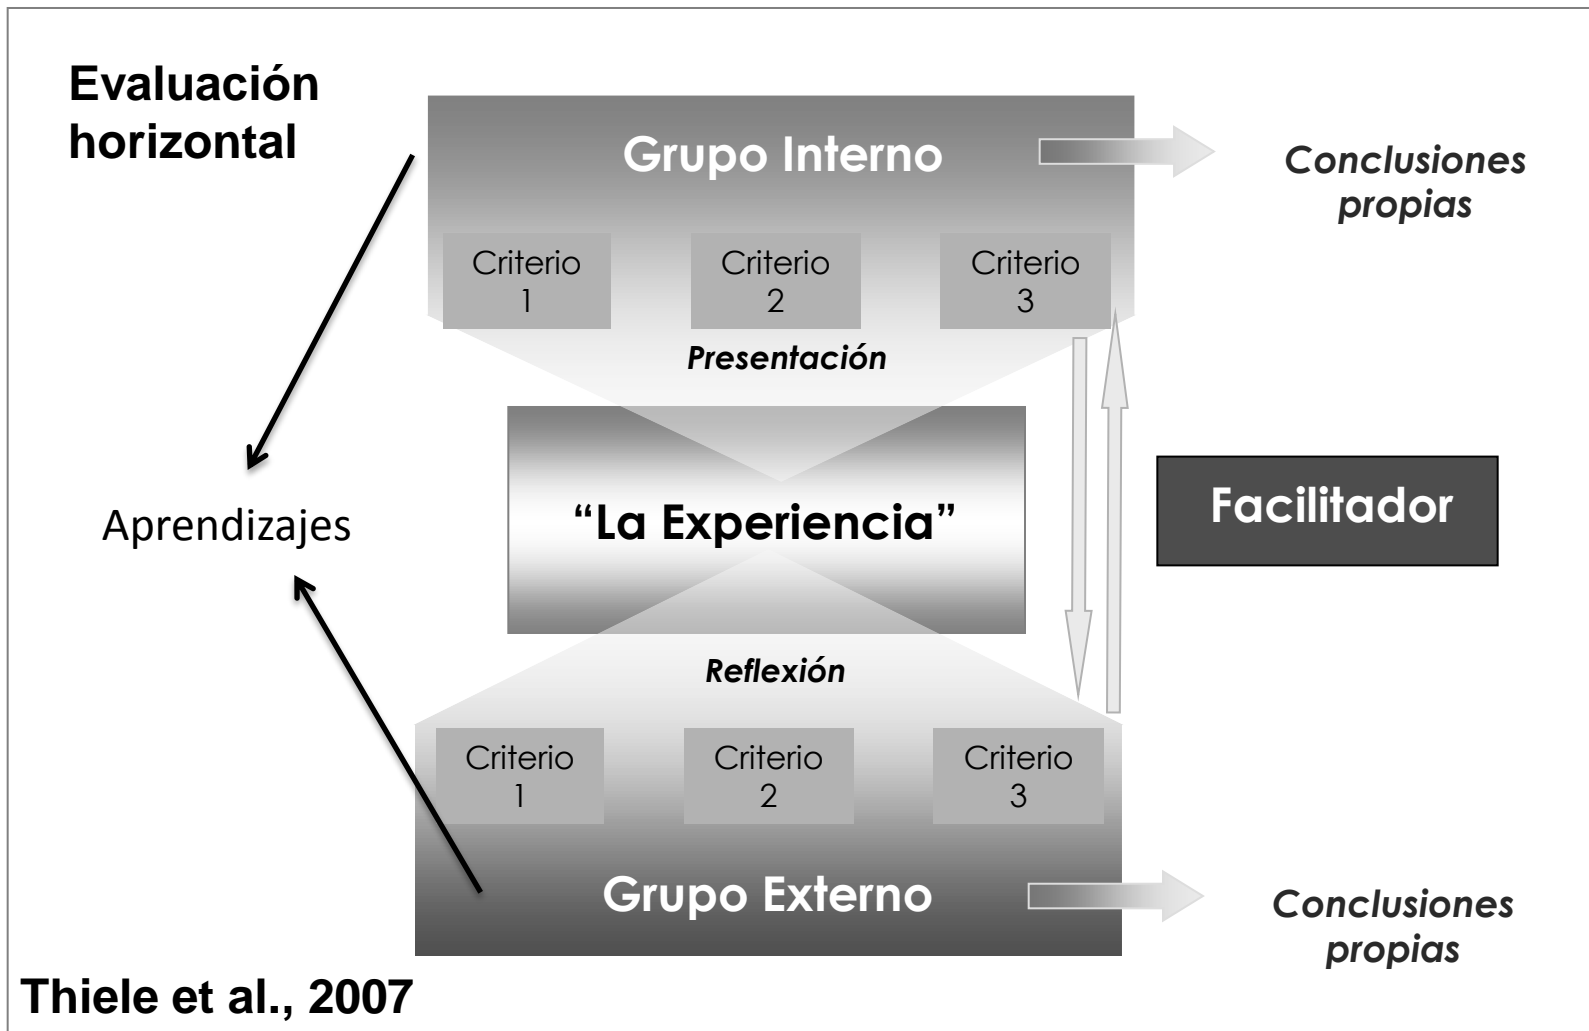 Evaluación
horizontal
Grupo Interno
Conclusiones
propias
Criterio
1
Criterio
2
Criterio
3
Presentación
Aprendizajes
“La Experiencia”
Facilitador
Reflexión
Criterio
1
Criterio
2
Criterio
3
Grupo Externo
Conclusiones
propias
Thiele et al., 2007